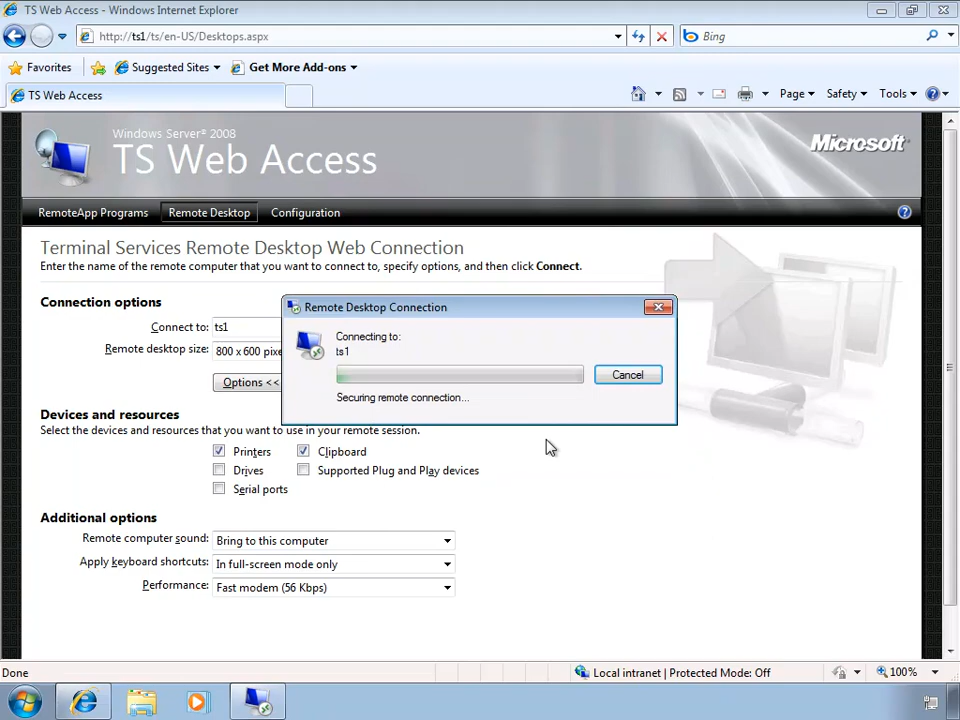 TS Web Access - Windows Internet Explorer
http://ts1/ts/en-US/Desktops.aspx
Bing
Favorites
Suggested Sites
Get More Add-ons
TS Web Access
Page
Safety
Tools
Windows Server® 2008
TS Web Access
Microsoft
RemoteApp Programs
Remote Desktop
Configuration
Terminal Services Remote Desktop Web Connection
Enter the name of the remote computer that you want to connect to, specify options, and then click Connect.
Connection options
Connect to: ts1
Remote desktop size: 800 x 600 pixe
Options <<
Remote Desktop Connection
Connecting to:
ts1
Cancel
Securing remote connection...
Devices and resources
Select the devices and resources that you want to use in your remote session.
Printers
Clipboard
Drives
Supported Plug and Play devices
Serial ports
Additional options
Remote computer sound: Bring to this computer
Apply keyboard shortcuts: In full-screen mode only
Performance: Fast modem (56 Kbps)
Done
Local intranet | Protected Mode: Off
100%